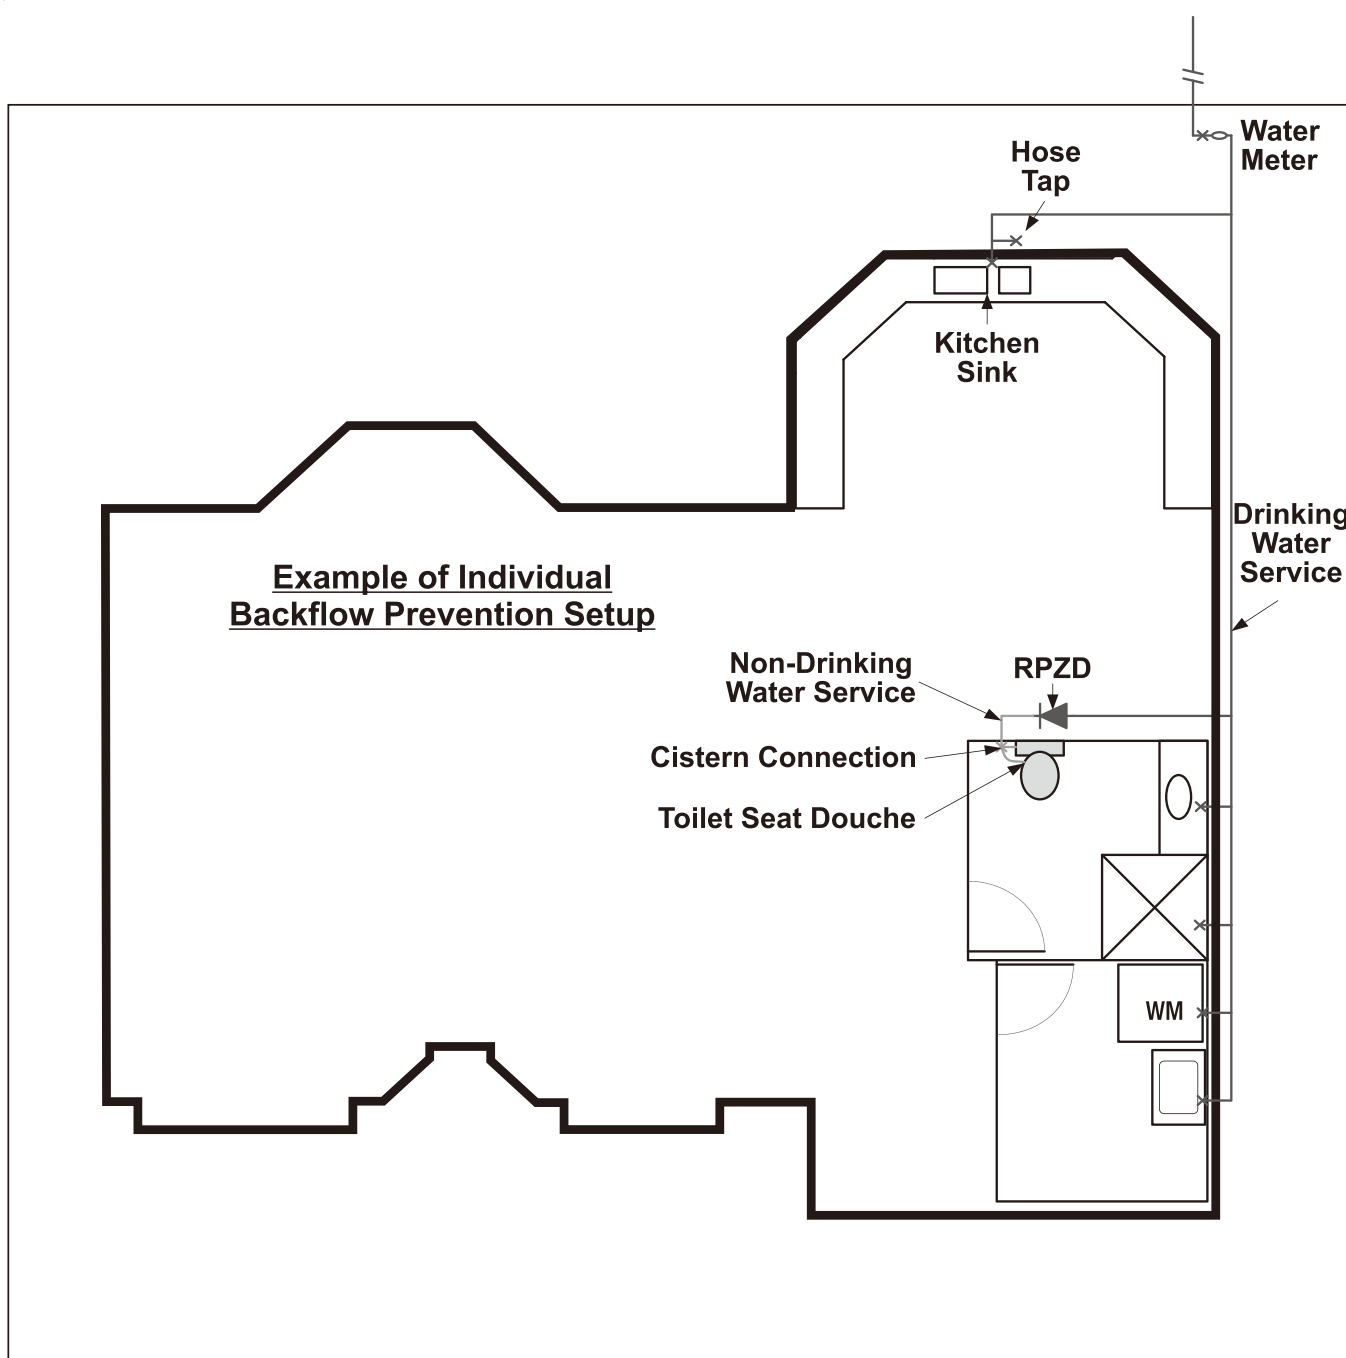 Water
Meter
Hose
Tap
Kitchen
Sink
Drinking
Water
Service
Example of Individual
Backflow Prevention Setup
Non-Drinking
Water Service
RPZD
Cistern Connection
Toilet Seat Douche
WM